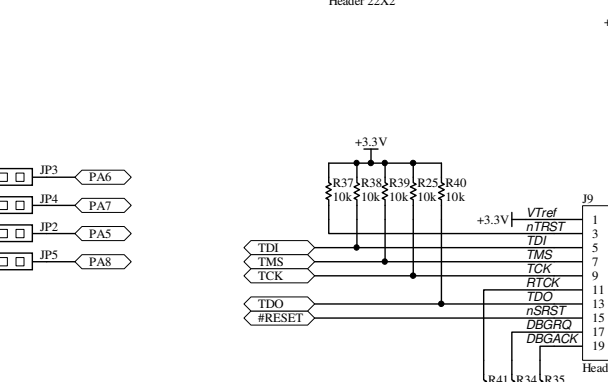 Header 22X2
+3.3V
JP3
PA6
JP4
PA7
JP2
PA5
JP5
PA8
R37
10k
R38
10k
R39
10k
R25
10k
R40
10k
J9
+3.3V
VTref
1
nTRST
3
TDI
TDI
5
TMS
TMS
7
TCK
TCK
9
RTCK
11
TDO
TDO
13
#RESET
nSRST
15
DBGRQ
17
DBGACK
19
Head
R41
R34
R35